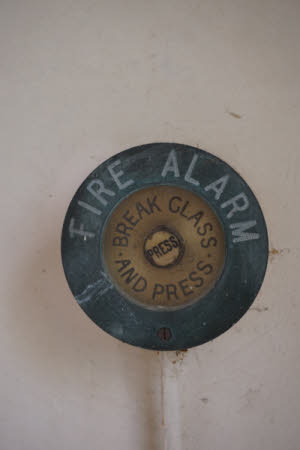 FIRE ALARM
· BREAK GLASS ·
AND PRESS.
PRESS